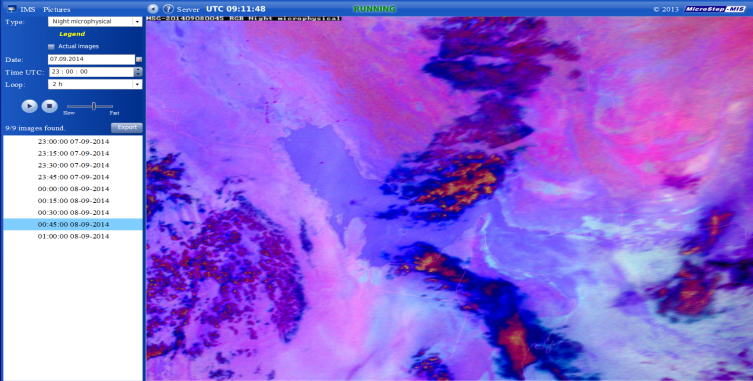 IMS Pictures
Server UTC 09:11:48
RUNNING
© 2013 MicroStep-MIS
Type: Night microphysical
Legend
Actual images
Date: 07.09.2014
Time UTC: 23 : 00 : 00
Loop: 2 h
Slow Fast
9/9 images found. Export
23:00:00 07-09-2014
23:15:00 07-09-2014
23:30:00 07-09-2014
23:45:00 07-09-2014
00:00:00 08-09-2014
00:15:00 08-09-2014
00:30:00 08-09-2014
00:45:00 08-09-2014
01:00:00 08-09-2014
MSG-201409080045 RGB Night microphysical